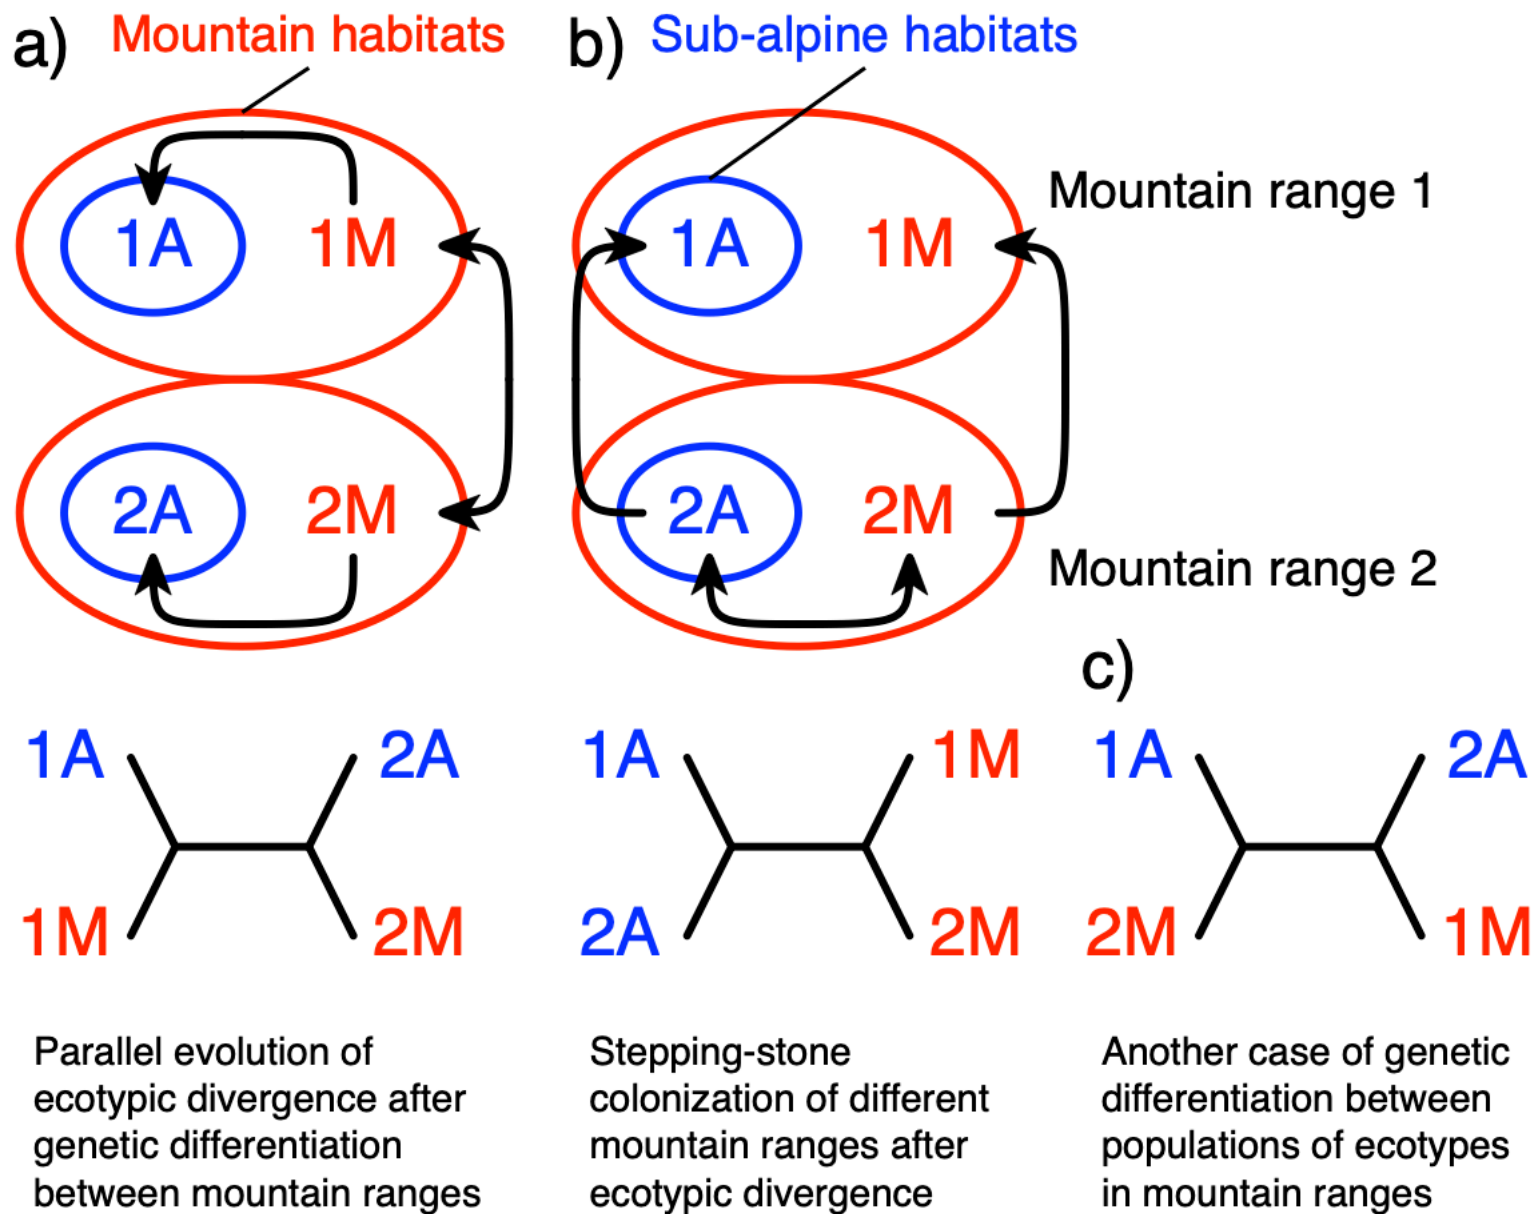 a) Mountain habitats
b) Sub-alpine habitats
1A 1M
1A 1M
Mountain range 1
2A 2M
2A 2M
Mountain range 2
c)
1A 2A
1M 2M
1A 1M
2A 2M
1A 2A
2M 1M
Parallel evolution of
ecotypic divergence after
genetic differentiation
between mountain ranges
Stepping-stone
colonization of different
mountain ranges after
ecotypic divergence
Another case of genetic
differentiation between
populations of ecotypes
in mountain ranges